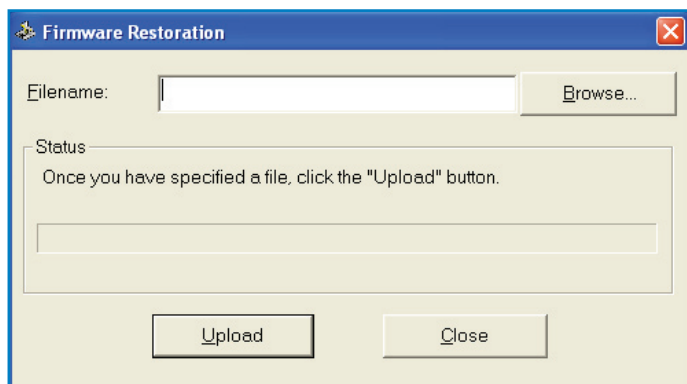 Firmware Restoration
Filename:
Browse...
Status
Once you have specified a file, click the "Upload" button.
Upload
Close